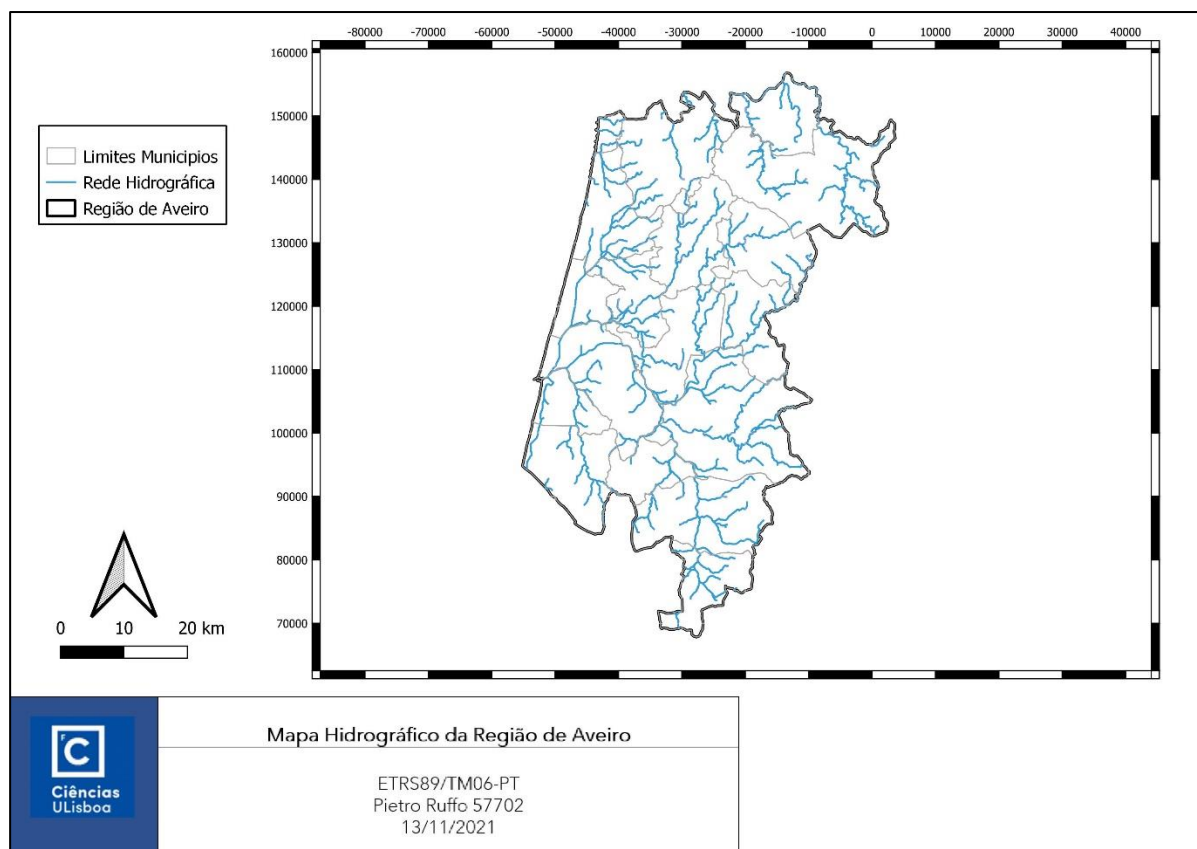 -80000 -70000 -60000 -50000 -40000 -30000 -20000 -10000 0 10000 20000 30000 40000
160000
150000
140000
130000
120000
110000
100000
90000
80000
70000
Limites Municipios
Rede Hidrográfica
Região de Aveiro
0 10 20 km
F
C
Ciências
ULisboa
Mapa Hidrográfico da Região de Aveiro
ETRS89/TM06-PT
Pietro Ruffo 57702
13/11/2021